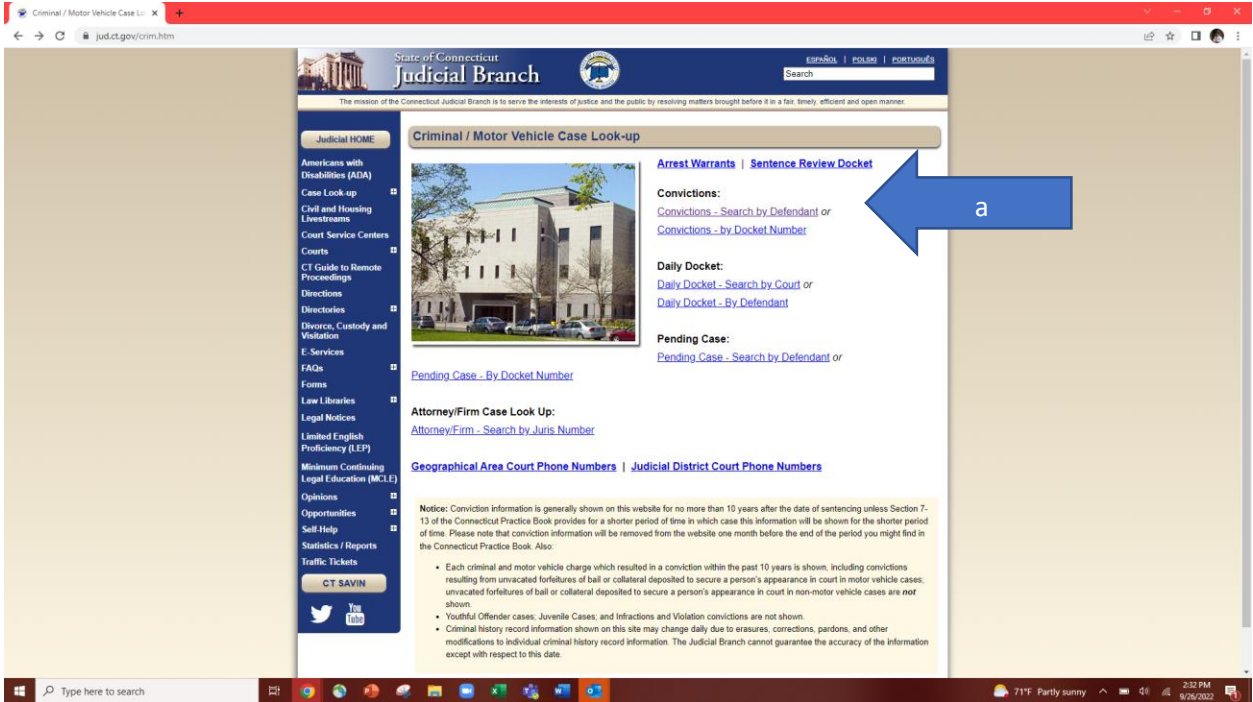 Criminal / Motor Vehicle Case Lo
jud.ct.gov/crim.htm
State of Connecticut
Judicial Branch
ESPAÑOL | POLSKI | PORTUGUÊS
Search
The mission of the Connecticut Judicial Branch is to serve the interests of justice and the public by resolving matters brought before it in a fair, timely, efficient and open manner.
Judicial HOME
Americans with
Disabilities (ADA)
Case Look-up
Civil and Housing
Livestreams
Court Service Centers
Courts
CT Guide to Remote
Proceedings
Directions
Directories
Divorce, Custody and
Visitation
E-Services
FAQs
Forms
Law Libraries
Legal Notices
Limited English
Proficiency (LEP)
Minimum Continuing
Legal Education (MCLE)
Opinions
Opportunities
Self-Help
Statistics / Reports
Traffic Tickets
CT SAVIN
You
Tube
Criminal / Motor Vehicle Case Look-up
Arrest Warrants | Sentence Review Docket
Convictions:
Convictions - Search by Defendant or
Convictions - by Docket Number
a
Daily Docket:
Daily Docket - Search by Court or
Daily Docket - By Defendant
Pending Case:
Pending Case - Search by Defendant or
Pending Case - By Docket Number
Attorney/Firm Case Look Up:
Attorney/Firm - Search by Juris Number
Geographical Area Court Phone Numbers | Judicial District Court Phone Numbers
Notice: Conviction information is generally shown on this website for no more than 10 years after the date of sentencing unless Section 7-
13 of the Connecticut Practice Book provides for a shorter period of time in which case this information will be shown for the shorter period
of time. Please note that conviction information will be removed from the website one month before the end of the period you might find in
the Connecticut Practice Book. Also:
• Each criminal and motor vehicle charge which resulted in a conviction within the past 10 years is shown, including convictions
resulting from unvacated forfeitures of bail or collateral deposited to secure a person's appearance in court in motor vehicle cases;
unvacated forfeitures of bail or collateral deposited to secure a person's appearance in court in non-motor vehicle cases are not
shown.
• Youthful Offender cases; Juvenile Cases; and Infractions and Violation convictions are not shown.
• Criminal history record information shown on this site may change daily due to erasures, corrections, pardons, and other
modifications to individual criminal history record information. The Judicial Branch cannot guarantee the accuracy of the information
except with respect to this date.
Type here to search
71°F Partly sunny
2:32 PM
9/26/2022